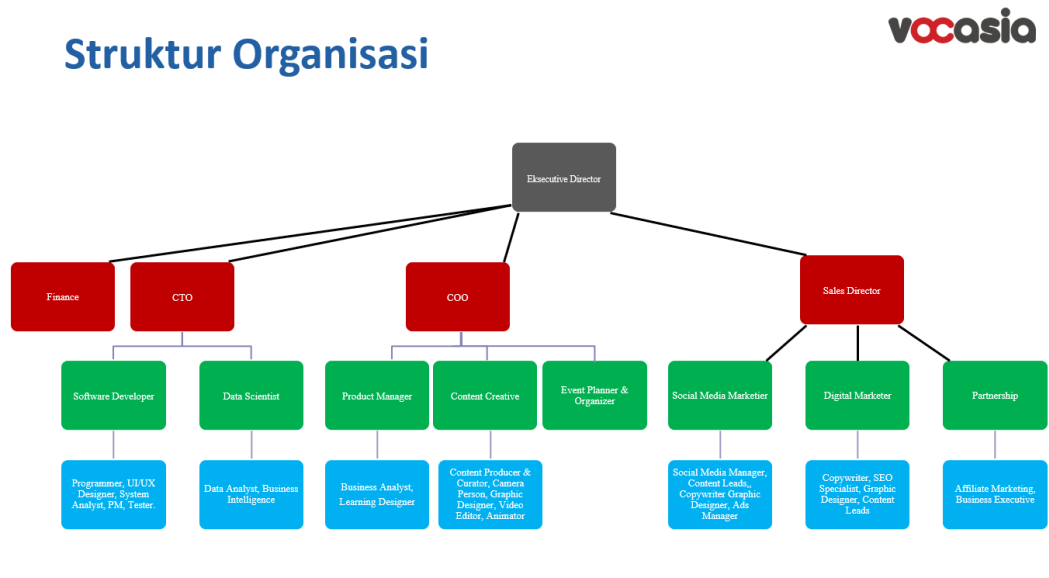 Struktur Organisasi
vocasia
Eksecutive Director
Finance
CTO
COO
Sales Director
Software Developer
Data Scientist
Product Manager
Content Creative
Event Planner &
Organizer
Social Media Marketier
Digital Marketer
Partnership
Programmer, UI/UX
Designer, System
Analyst, PM, Tester.
Data Analyst, Business
Intelligence
Business Analyst,
Learning Designer
Content Producer &
Curator, Camera
Person, Graphic
Designer, Video
Editor, Animator
Social Media Manager,
Content Leads,,
Copywriter Graphic
Designer, Ads
Manager
Copywriter, SEO
Specialist, Graphic
Designer, Content
Leads
Affiliate Marketing,
Business Executive